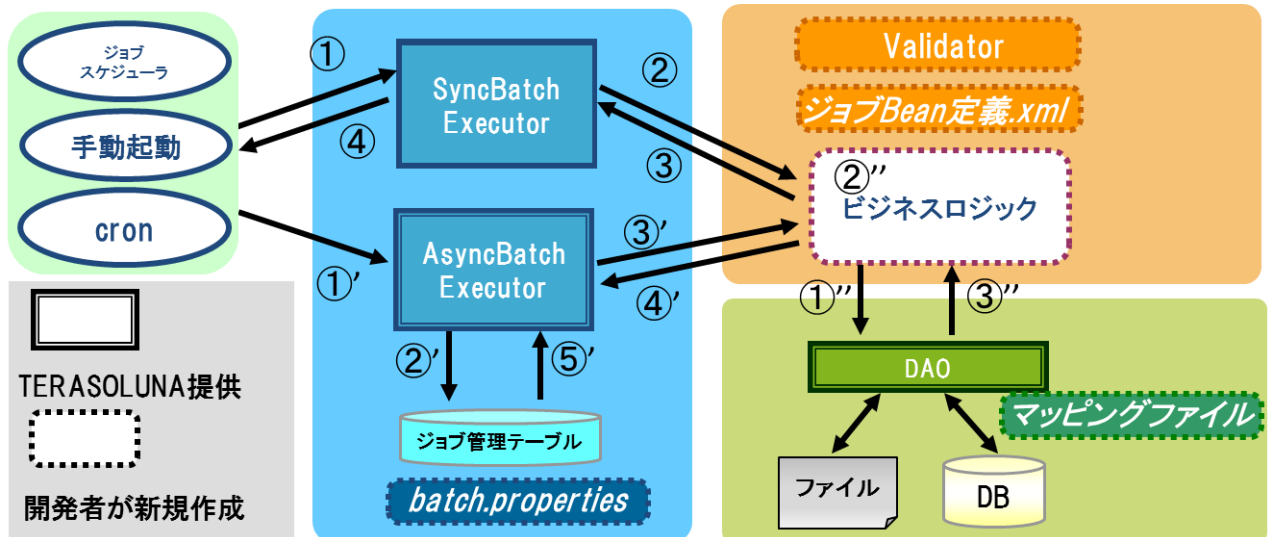 ジョブ
スケジューラ
手動起動
cron
TERASOLUNA提供
開発者が新規作成
①
④
①’
SyncBatch
Executor
AsyncBatch
Executor
②’
⑤’
ジョブ管理テーブル
batch.properties
②
③
③’
④’
Validator
ジョブBean定義.xml
②’’
ビジネスロジック
①’’
③’’
DAO
マッピングファイル
ファイル
DB